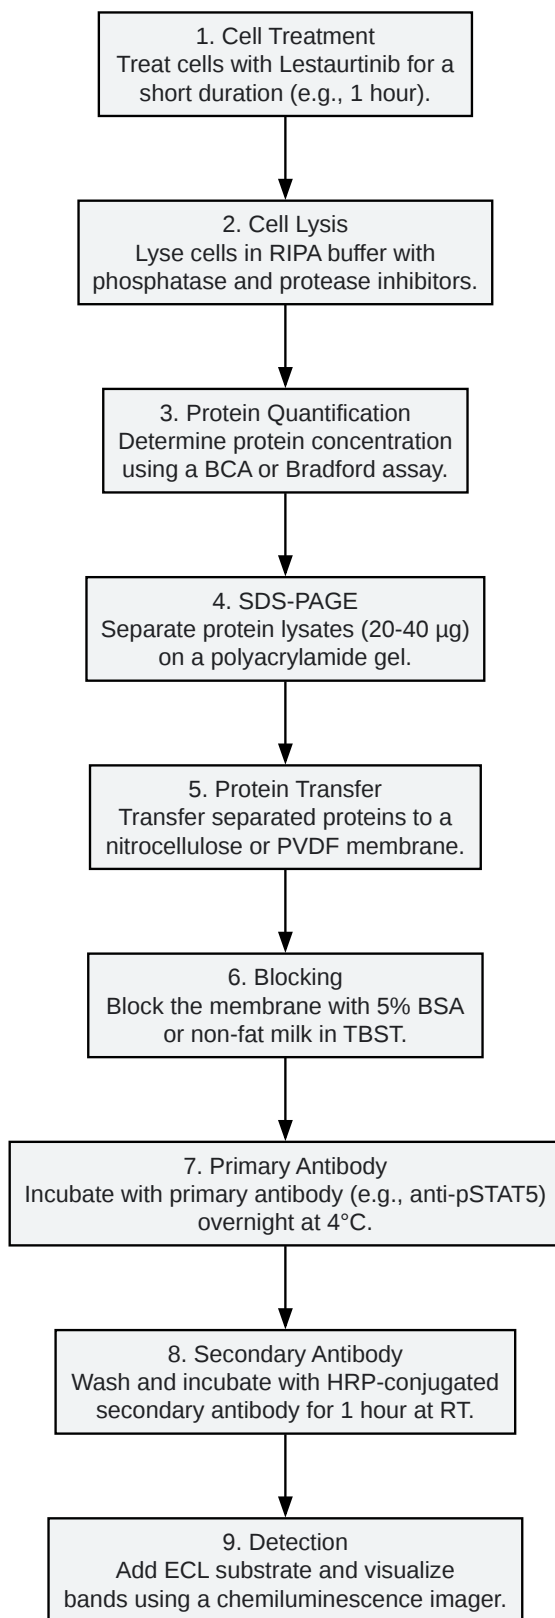 1. Cell Treatment
Treat cells with Lestaurtinib for a
short duration (e.g., 1 hour).
2. Cell Lysis
Lyse cells in RIPA buffer with
phosphatase and protease inhibitors.
3. Protein Quantification
Determine protein concentration
using a BCA or Bradford assay.
4. SDS-PAGE
Separate protein lysates (20-40 µg)
on a polyacrylamide gel.
5. Protein Transfer
Transfer separated proteins to a
nitrocellulose or PVDF membrane.
6. Blocking
Block the membrane with 5% BSA
or non-fat milk in TBST.
7. Primary Antibody
Incubate with primary antibody (e.g., anti-pSTAT5)
overnight at 4°C.
8. Secondary Antibody
Wash and incubate with HRP-conjugated
secondary antibody for 1 hour at RT.
9. Detection
Add ECL substrate and visualize
bands using a chemiluminescence imager.